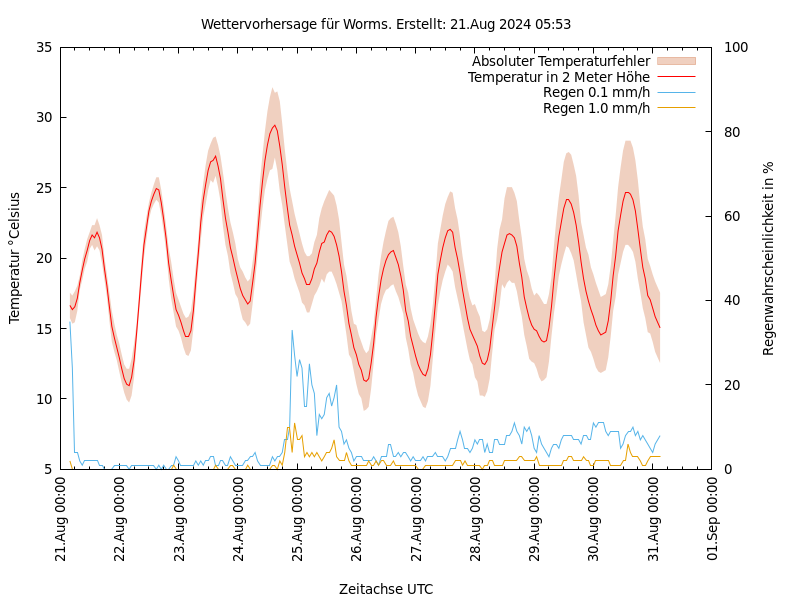 Wettervorhersage für Worms. Erstellt: 21.Aug 2024 05:53
Absoluter Temperaturfehler
Temperatur in 2 Meter Höhe
Regen 0.1 mm/h
Regen 1.0 mm/h
Temperatur °Celsius
35
30
25
20
15
10
5
100
80
60
40
20
0
Regenwahrscheinlichkeit in %
21.Aug 00:00
22.Aug 00:00
23.Aug 00:00
24.Aug 00:00
25.Aug 00:00
26.Aug 00:00
27.Aug 00:00
28.Aug 00:00
29.Aug 00:00
30.Aug 00:00
31.Aug 00:00
01.Sep 00:00
Zeitachse UTC